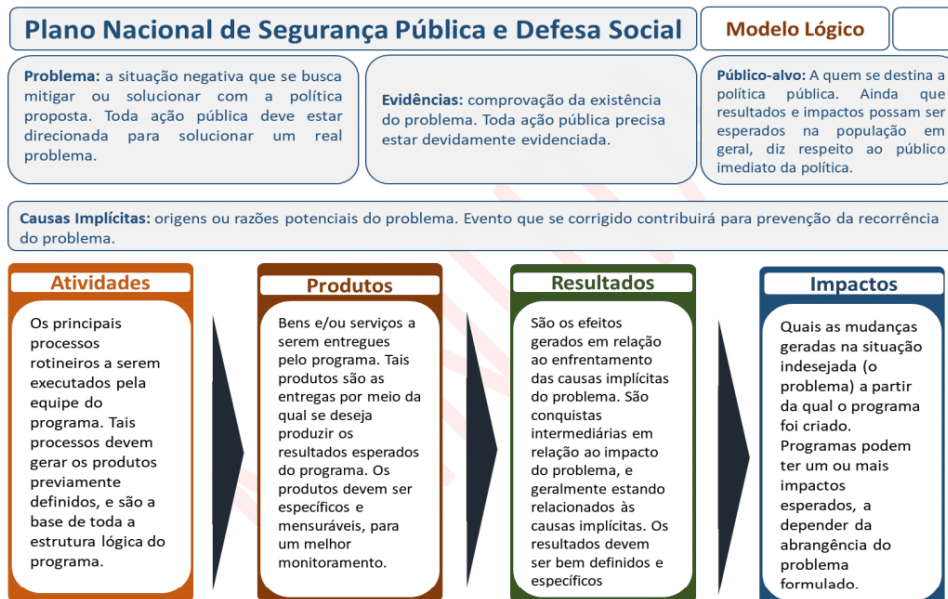 Plano Nacional de Segurança Pública e Defesa Social
Modelo Lógico
Problema: a situação negativa que se busca
mitigar ou solucionar com a política
proposta. Toda ação pública deve estar
direcionada para solucionar um real
problema.
Evidências: comprovação da existência
do problema. Toda ação pública precisa
estar devidamente evidenciada.
Público-alvo: A quem se destina a
política pública. Ainda que
resultados e impactos possam ser
esperados na população em
geral, diz respeito ao público
imediato da política.
Causas Implícitas: origens ou razões potenciais do problema. Evento que se corrigido contribuirá para prevenção da recorrência
do problema.
Atividades
Os principais
processos
rotineiros a serem
executados pela
equipe do
programa. Tais
processos devem
gerar os produtos
previamente
definidos, e são a
base de toda a
estrutura lógica do
programa.
Produtos
Bens e/ou serviços a
serem entregues
pelo programa. Tais
produtos são as
entregas por meio da
qual se deseja
produzir os
resultados esperados
do programa. Os
produtos devem ser
específicos e
mensuráveis, para
um melhor
monitoramento.
Resultados
São os efeitos
gerados em relação
ao enfrentamento
das causas implícitas
do problema. São
conquistas
intermediárias em
relação ao impacto
do problema, e
geralmente estando
relacionados às
causas implícitas. Os
resultados devem
ser bem definidos e
específicos
Impactos
Quais as mudanças
geradas na situação
indesejada (o
problema) a partir
da qual o programa
foi criado.
Programas podem
ter um ou mais
impactos
esperados, a
depender da
abrangência do
problema
formulado.